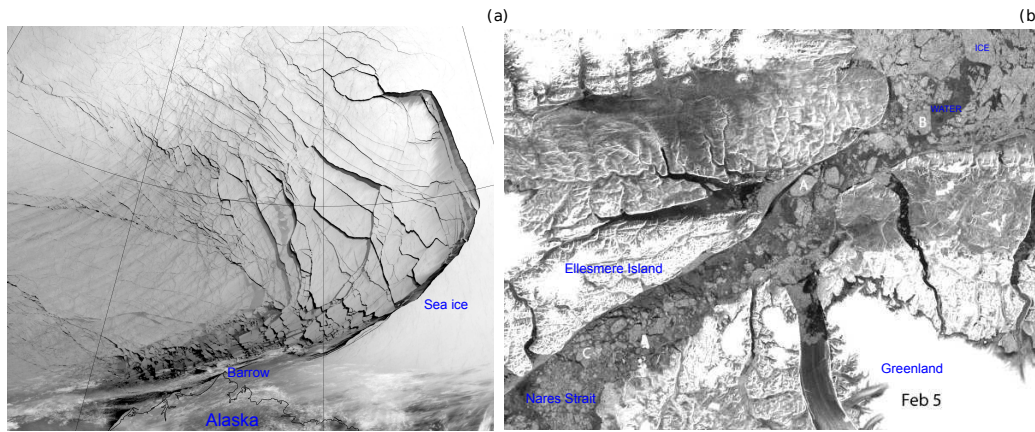 (a)
(b)
Sea ice
Barrow
Alaska
ICE
WATER
B
A
Ellesmere Island
C
A
Greenland
Nares Strait
Feb 5